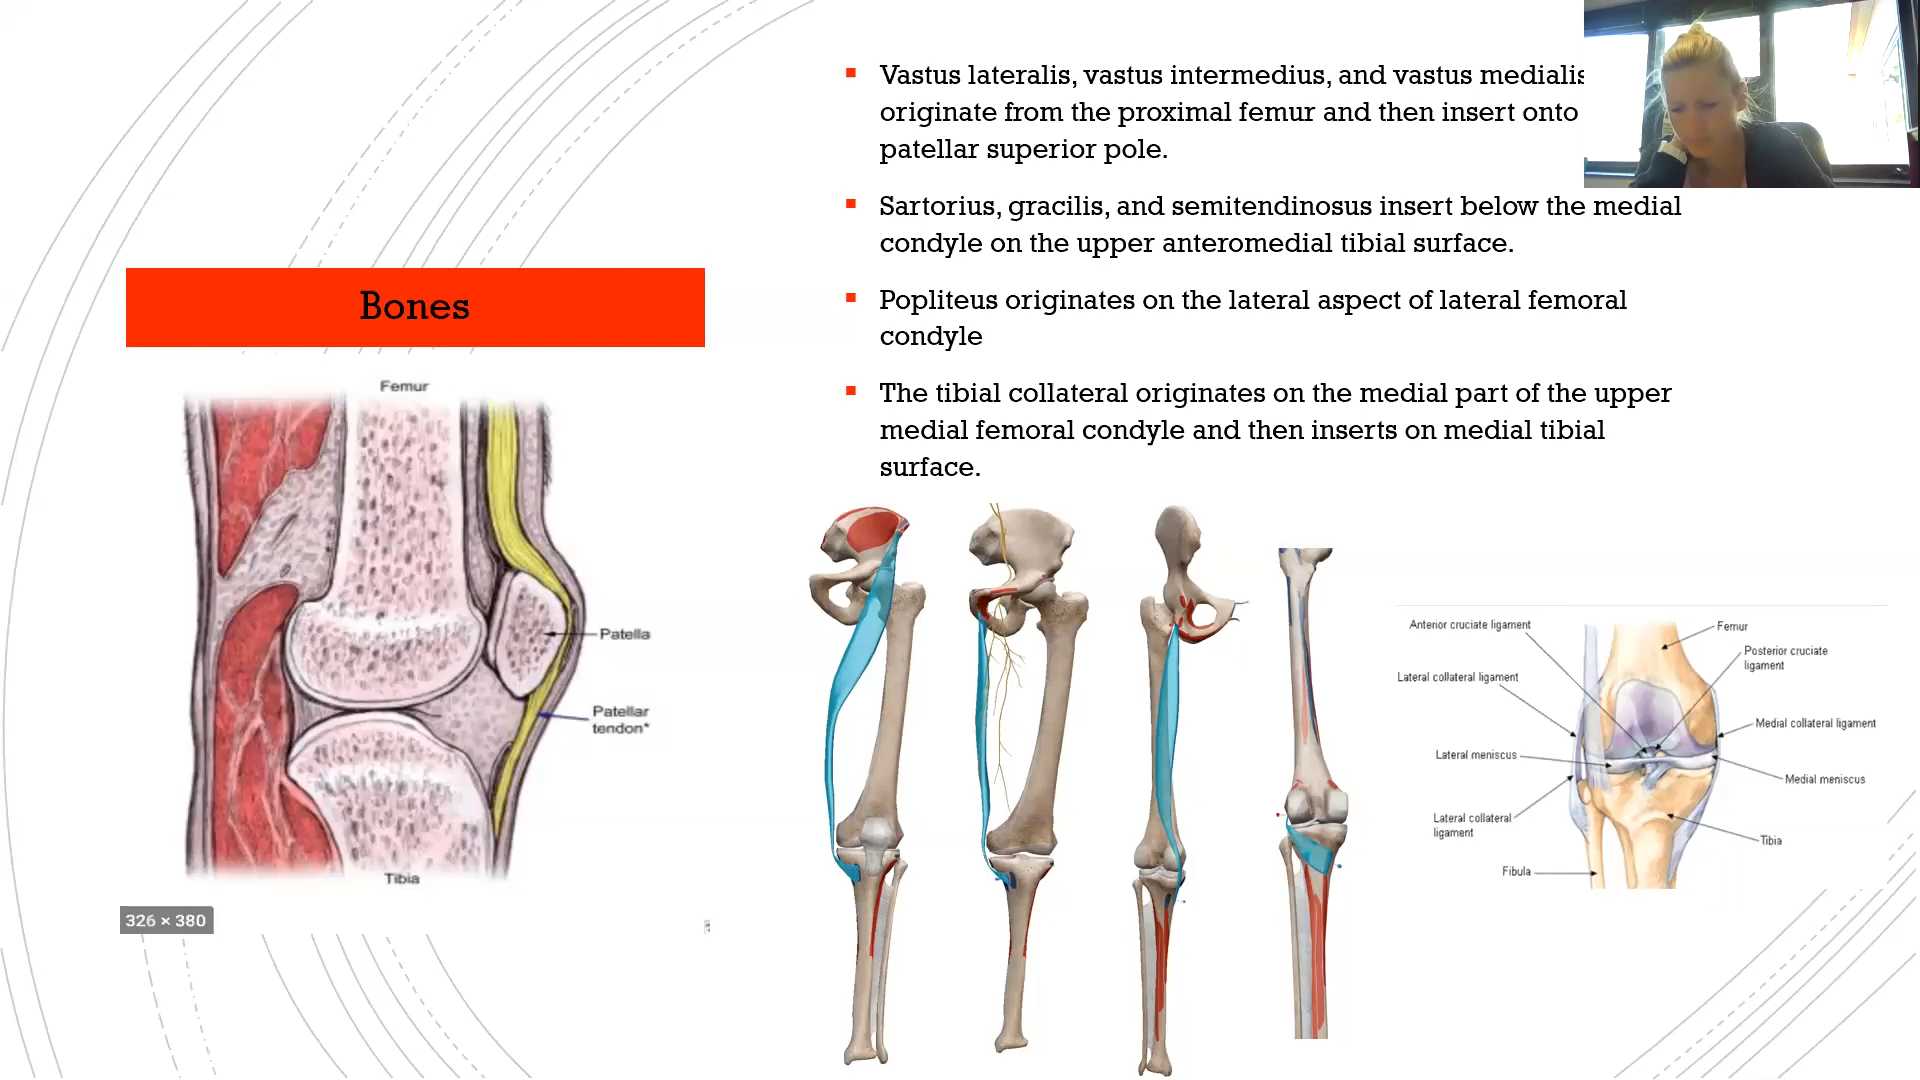 Bones
Femur
Patella
Patellar
tendon*
Tibia
326 × 380
Vastus lateralis, vastus intermedius, and vastus medialis
originate from the proximal femur and then insert onto
patellar superior pole.
Sartorius, gracilis, and semitendinosus insert below the medial
condyle on the upper anteromedial tibial surface.
Popliteus originates on the lateral aspect of lateral femoral
condyle
The tibial collateral originates on the medial part of the upper
medial femoral condyle and then inserts on medial tibial
surface.
Anterior cruciate ligament
Femur
Posterior cruciate
ligament
Lateral collateral ligament
Medial collateral ligament
Lateral meniscus
Medial meniscus
Lateral collateral
ligament
Tibia
Fibula